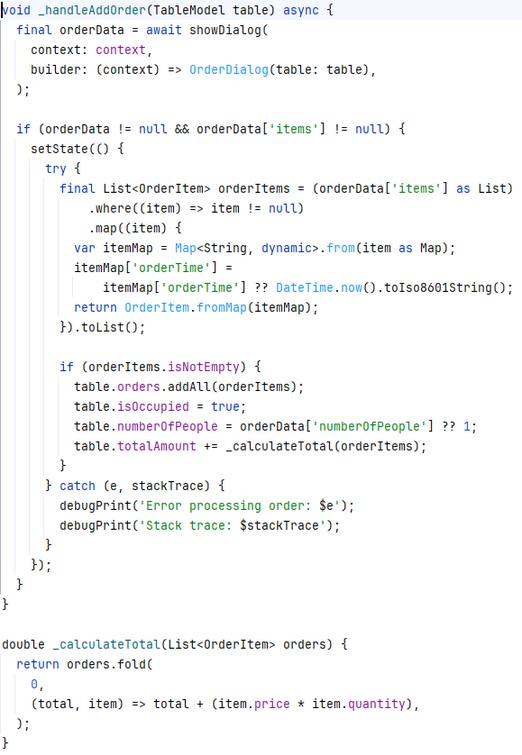 void _handleAddOrder(TableModel table) async {
  final orderData = await showDialog(
    context: context,
    builder: (context) => OrderDialog(table: table),
  );

  if (orderData != null && orderData['items'] != null) {
    setState(() {
      try {
        final List<OrderItem> orderItems = (orderData['items'] as List)
            .where((item) => item != null)
            .map((item) {
          var itemMap = Map<String, dynamic>.from(item as Map);
          itemMap['orderTime'] =
              itemMap['orderTime'] ?? DateTime.now().toIso8601String();
          return OrderItem.fromMap(itemMap);
        }).toList();

        if (orderItems.isNotEmpty) {
          table.orders.addAll(orderItems);
          table.isOccupied = true;
          table.numberOfPeople = orderData['numberOfPeople'] ?? 1;
          table.totalAmount += _calculateTotal(orderItems);
        }
      } catch (e, stackTrace) {
        debugPrint('Error processing order: $e');
        debugPrint('Stack trace: $stackTrace');
      }
    });
  }
}

double _calculateTotal(List<OrderItem> orders) {
  return orders.fold(
    0,
    (total, item) => total + (item.price * item.quantity),
  );
}